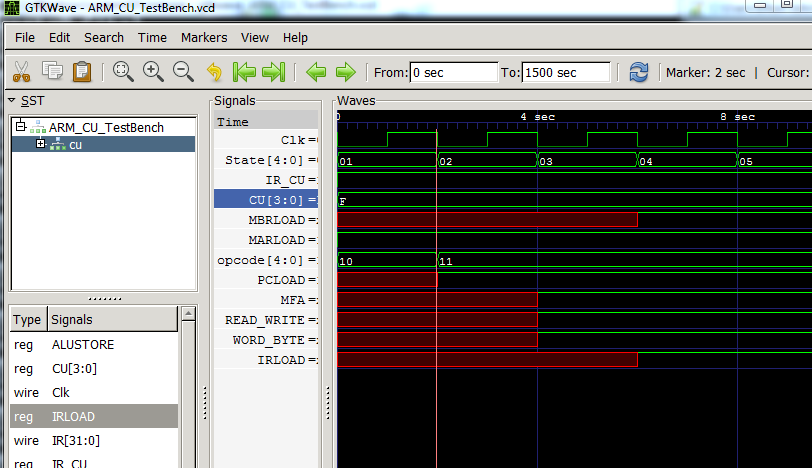 GTKWave - ARM_CU_TestBench.vcd
File Edit Search Time Markers View Help
From: 0 sec To: 1500 sec Marker: 2 sec | Cursor:
SST
ARM_CU_TestBench
cu
Type Signals
reg ALUSTORE
reg CU[3:0]
wire Clk
reg IRLOAD
wire IR[31:0]
reg IR_CU
Signals
Time
Clk =
State[4:0] =
IR_CU =
CU[3:0] =
MBRLOAD =
MARLOAD =
opcode[4:0] =
PCLOAD =
MFA =
READ_WRITE =
WORD_BYTE =
IRLOAD =
Waves
0 4 sec 8 sec
01 02 03 04 05
F
10 11